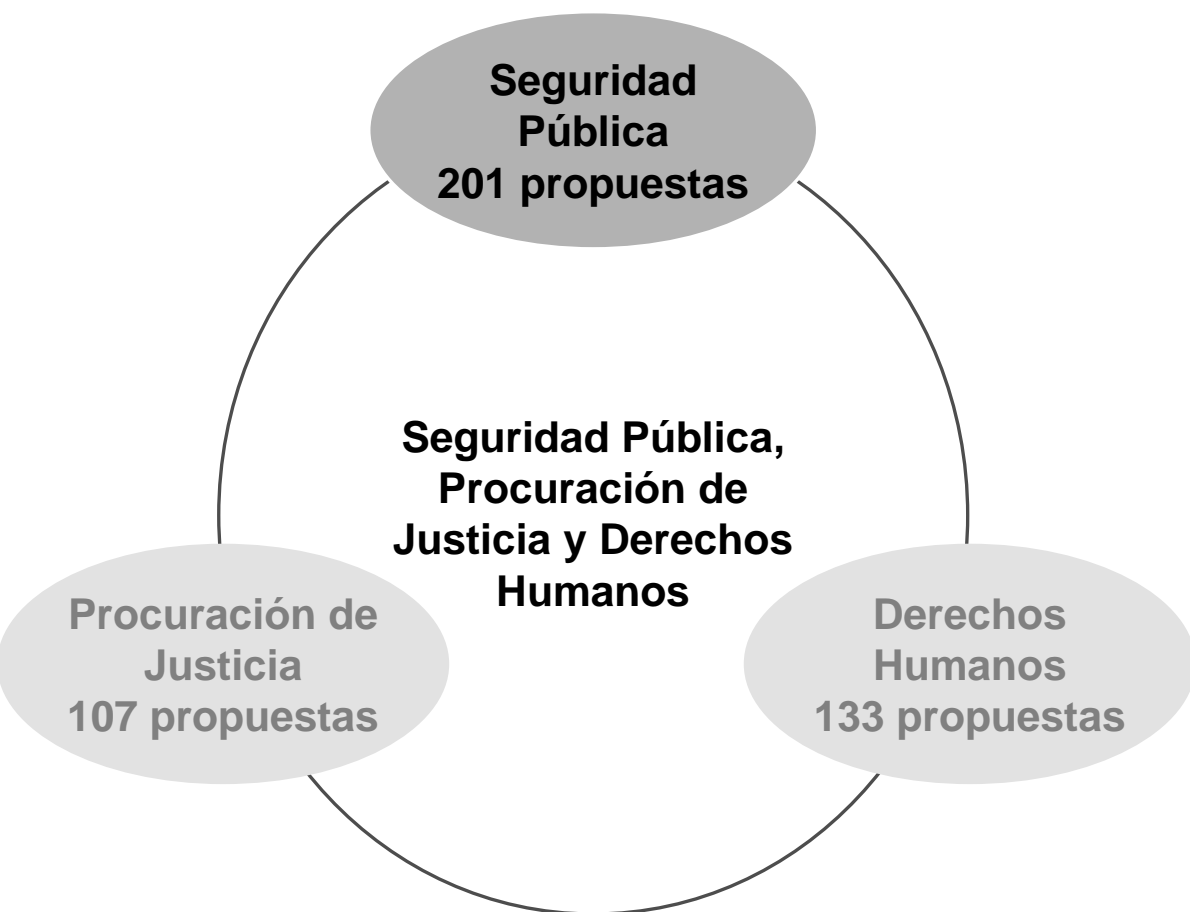 Seguridad
Pública
201 propuestas
Seguridad Pública,
Procuración de
Justicia y Derechos
Humanos
Procuración de
Justicia
107 propuestas
Derechos
Humanos
133 propuestas